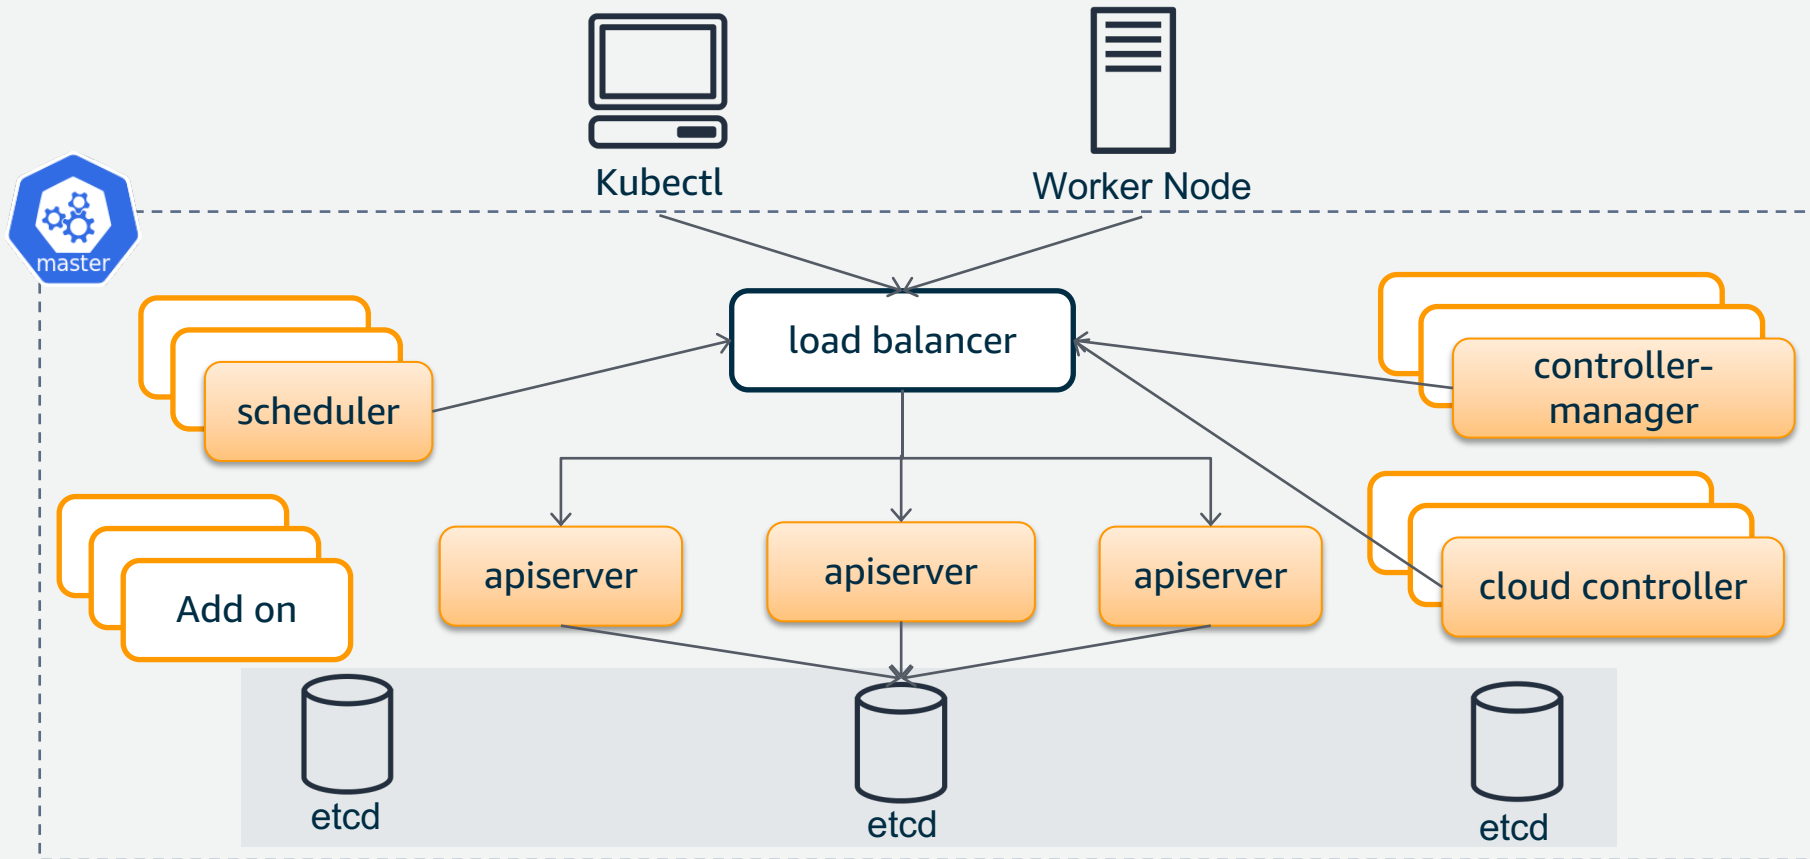 Kubectl
Worker Node
master
load balancer
scheduler
controller-
manager
apiserver
apiserver
apiserver
cloud controller
Add on
etcd
etcd
etcd